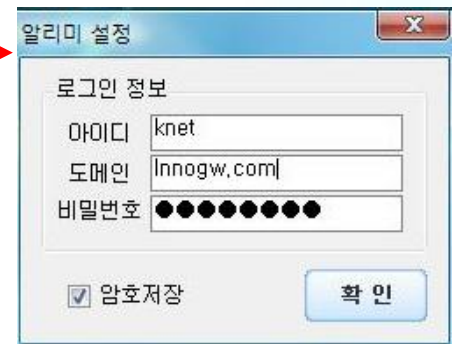 알리미 설정
로그인 정보
아이디 knet
도메인 Innogw.com
비밀번호 ●●●●●●●●
암호저장
확 인